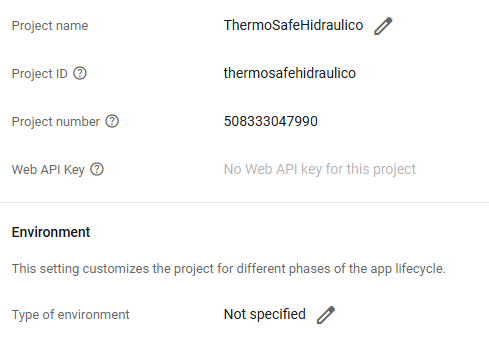 Project name ThermoSafeHidraulico
Project ID ? thermosafehidraulico
Project number ? 508333047990
Web API Key ? No Web API key for this project
Environment
This setting customizes the project for different phases of the app lifecycle.
Type of environment Not specified